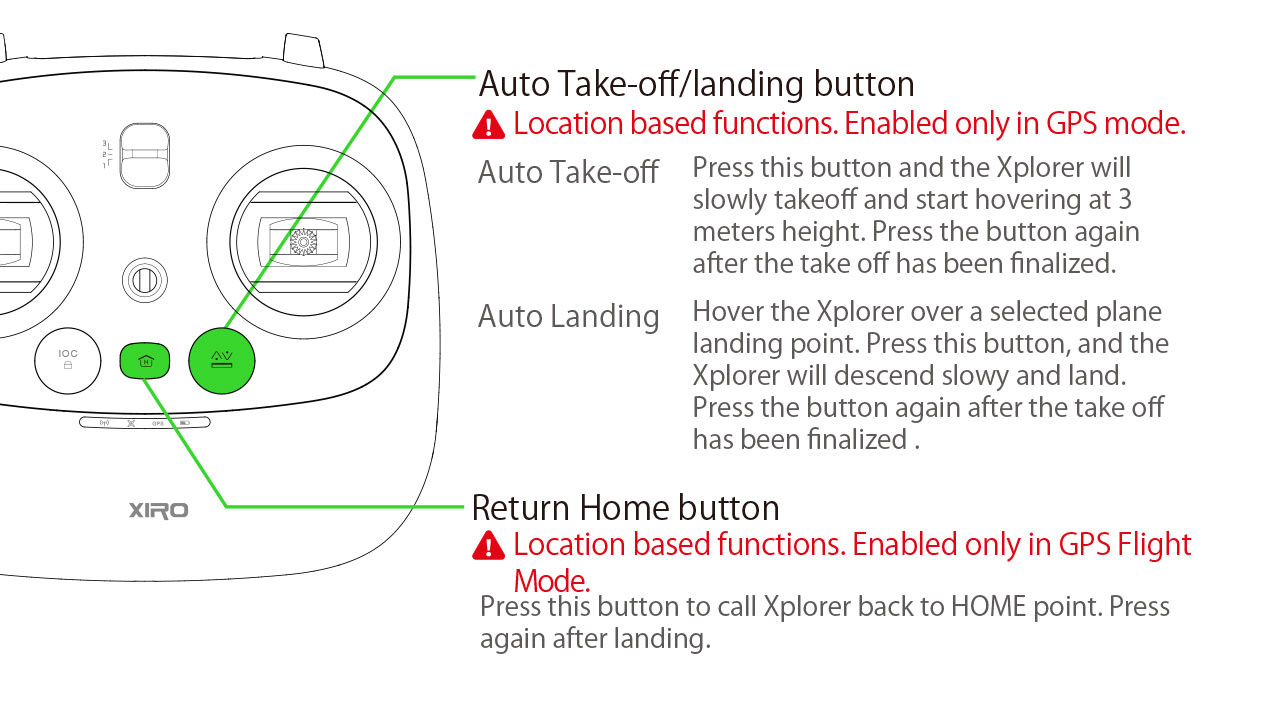 Auto Take-off/landing button
Location based functions. Enabled only in GPS mode.
Auto Take-off
Press this button and the Xplorer will
slowly takeoff and start hovering at 3
meters height. Press the button again
after the take off has been finalized.
Auto Landing
Hover the Xplorer over a selected plane
landing point. Press this button, and the
Xplorer will descend slowy and land.
Press the button again after the take off
has been finalized .
Return Home button
Location based functions. Enabled only in GPS Flight
Mode.
Press this button to call Xplorer back to HOME point. Press
again after landing.
3
2
1
IOC
H
GPS
XIRO